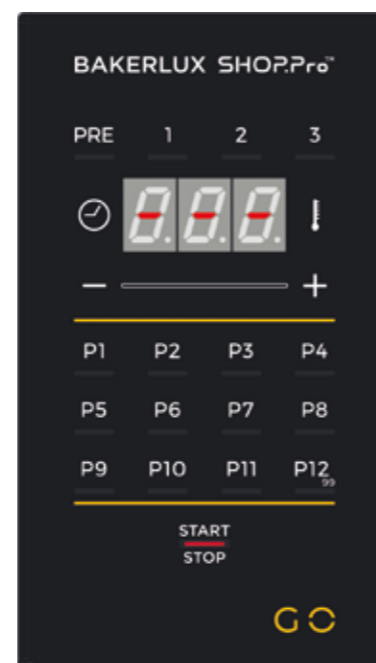 BAKERLUX SHOP.Pro™
PRE 1 2 3
---
− +
P1 P2 P3 P4
P5 P6 P7 P8
P9 P10 P11 P12
99
START
STOP
GO